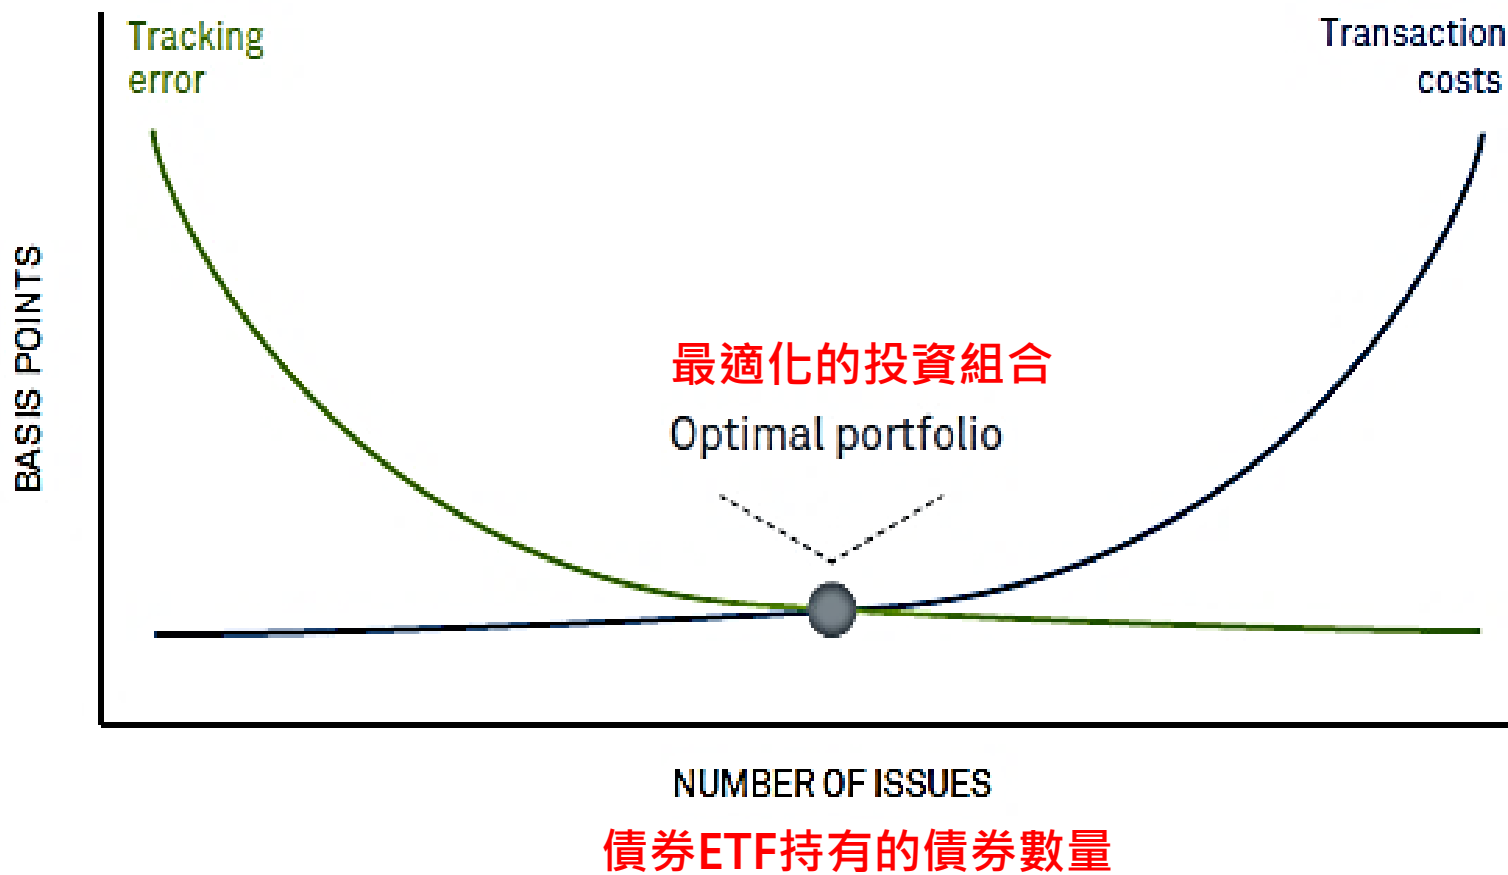 Tracking
error
Transaction
costs
BASIS POINTS
最適化的投資組合
Optimal portfolio
NUMBER OF ISSUES
債券ETF持有的債券數量